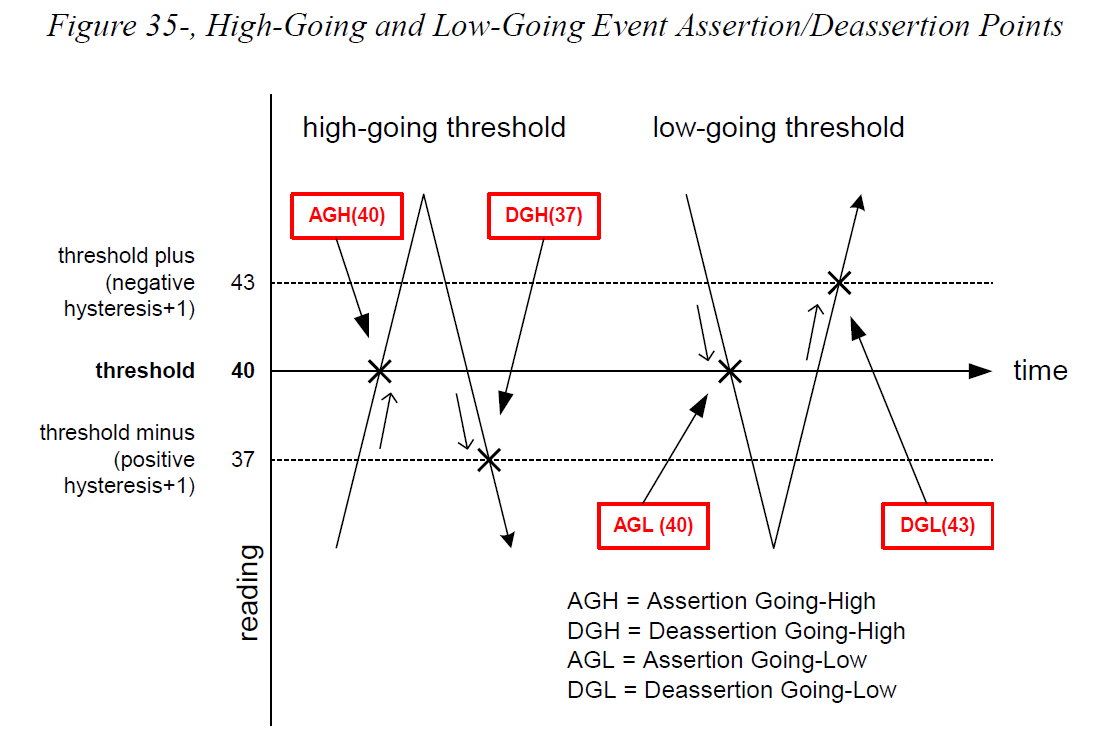 Figure 35-, High-Going and Low-Going Event Assertion/Deassertion Points
high-going threshold
low-going threshold
AGH(40)
DGH(37)
threshold plus
(negative
hysteresis+1)
43
threshold
40
time
threshold minus
(positive
hysteresis+1)
37
AGL (40)
DGL(43)
reading
AGH = Assertion Going-High
DGH = Deassertion Going-High
AGL = Assertion Going-Low
DGL = Deassertion Going-Low